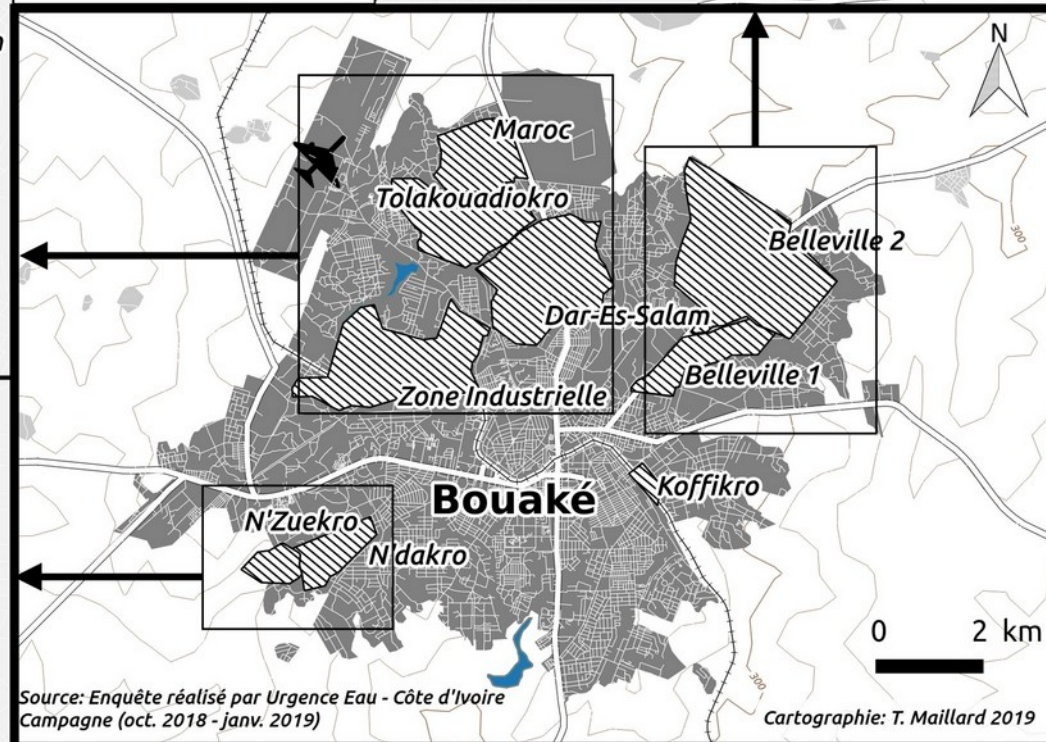 N
Maroc
Tolakouadiokro
Belleville 2
300
Dar-Es-Salam
Belleville 1
Zone Industrielle
Koffikro
Bouaké
N'Zuekro
N'dakro
0 2 km
300
Source: Enquête réalisé par Urgence Eau - Côte d'Ivoire
Campagne (oct. 2018 - janv. 2019)
Cartographie: T. Maillard 2019